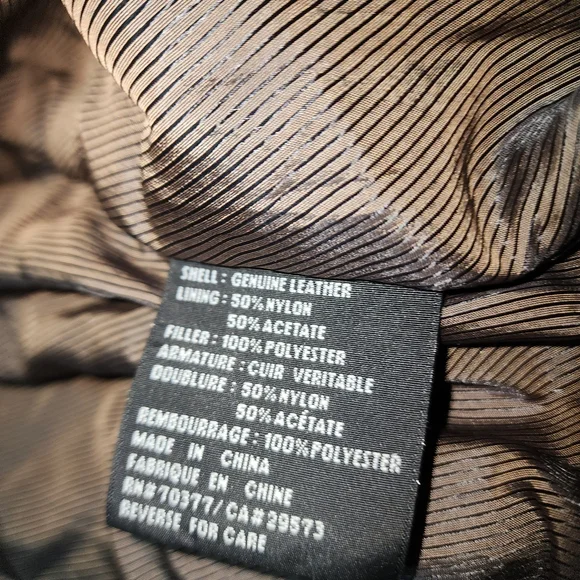 SHELL: GENUINE LEATHER
LINING: 50%NYLON
50%ACETATE
FILLER: 100%POLYESTER
ARMATURE: CUIR VERITABLE
DOUBLURE: 50%NYLON
50%ACÉTATE
REMBOURRAGE: 100%POLYESTER
MADE IN CHINA
FABRIQUE EN CHINE
RN#70377/CA#29573
REVERSE FOR CARE